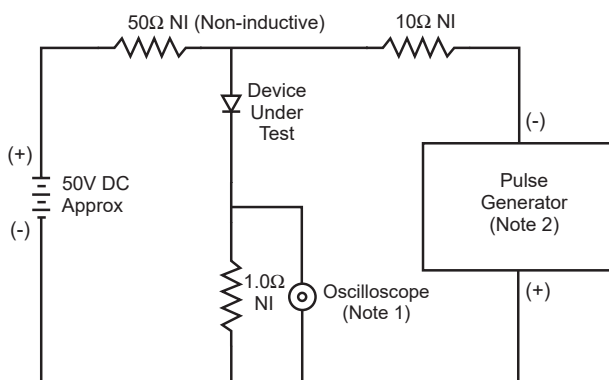 50Ω NI (Non-inductive)
10Ω NI
Device
Under
Test
(+)
50V DC
Approx
(-)
(-)
Pulse
Generator
(Note 2)
(+)
1.0Ω
NI
Oscilloscope
(Note 1)